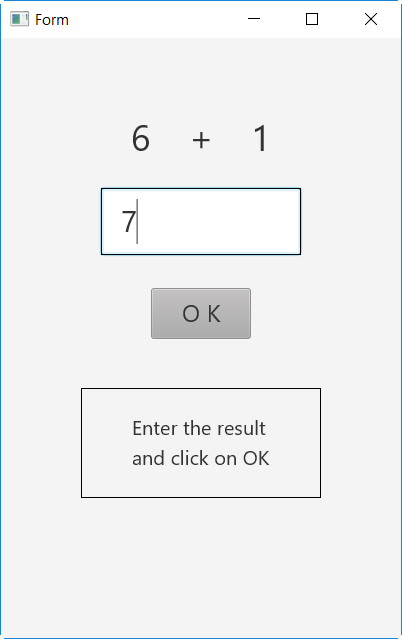 Form
6 + 1
7
O K
Enter the result
and click on OK